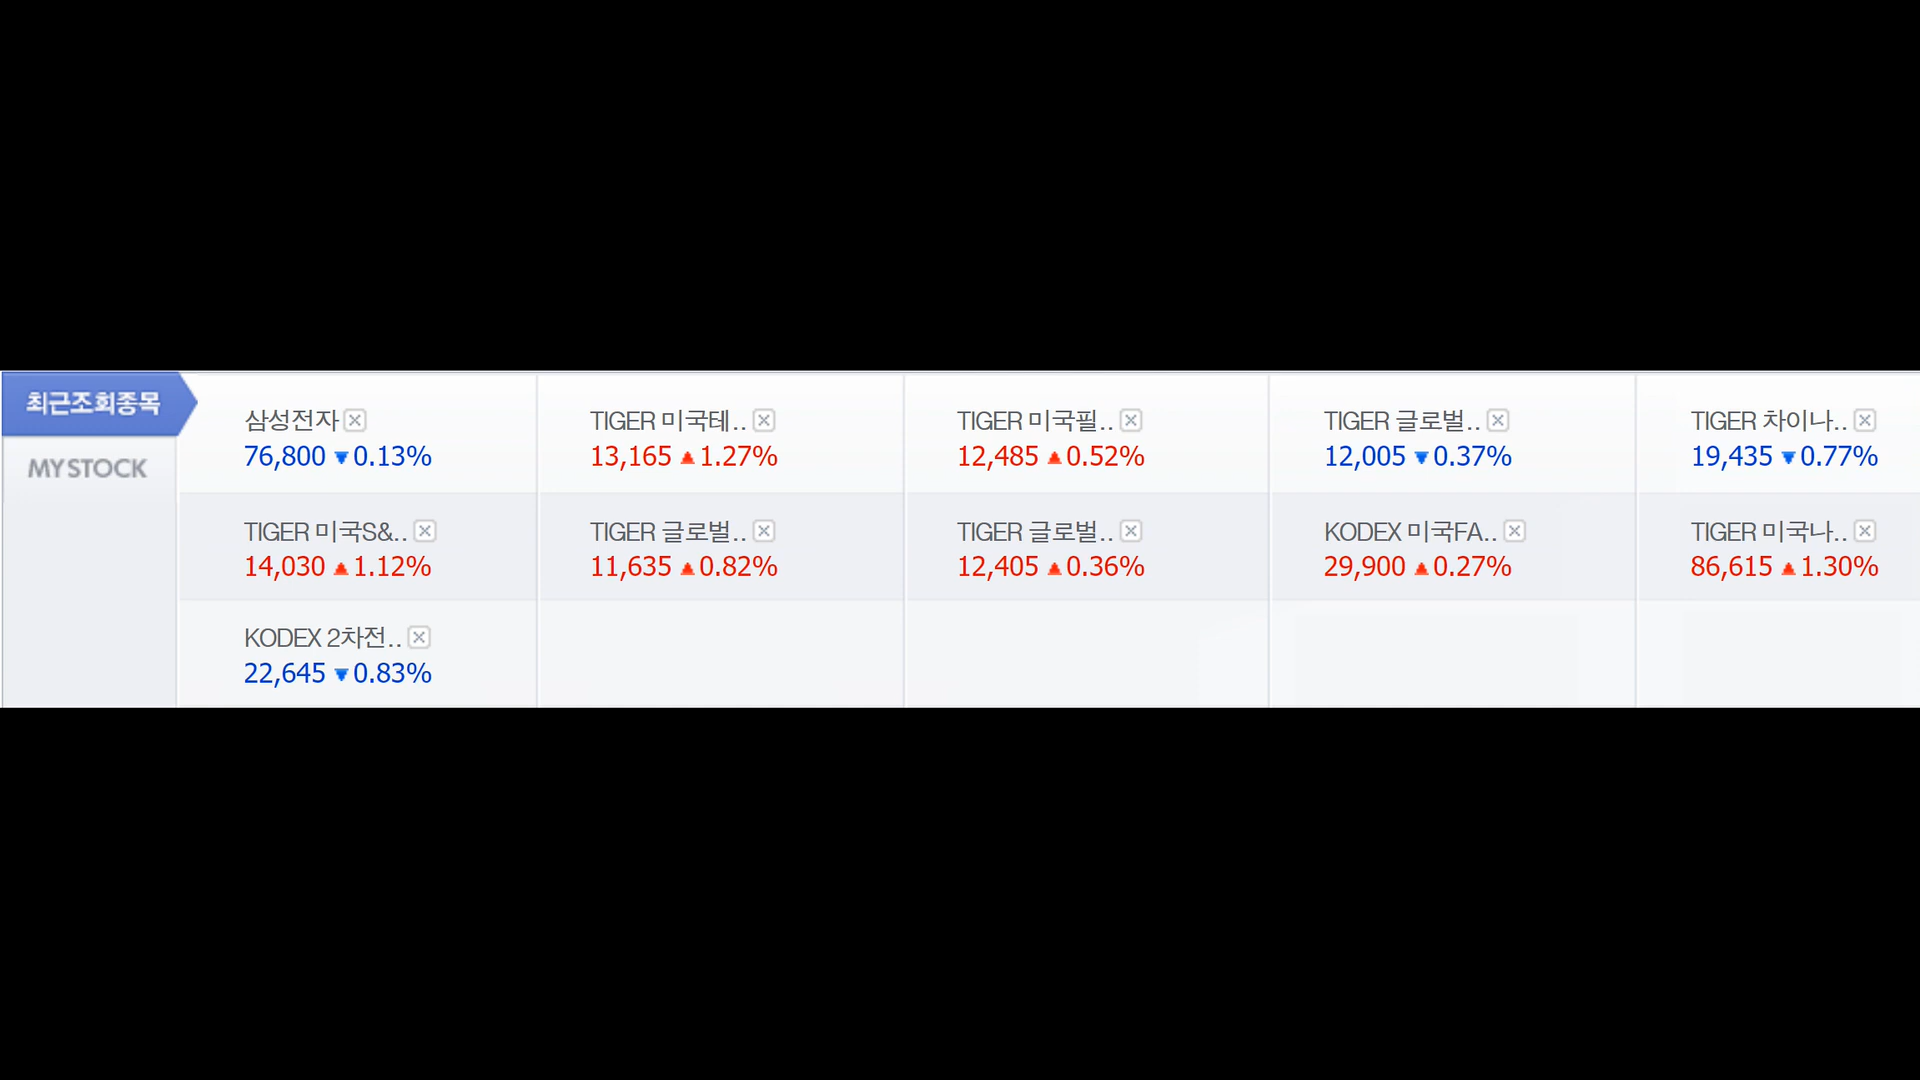 최근조회종목
MYSTOCK
삼성전자
76,800 ▼ 0.13%
TIGER 미국테..
13,165 ▲ 1.27%
TIGER 미국필..
12,485 ▲ 0.52%
TIGER 글로벌..
12,005 ▼ 0.37%
TIGER 차이나..
19,435 ▼ 0.77%
TIGER 미국S&..
14,030 ▲ 1.12%
TIGER 글로벌..
11,635 ▲ 0.82%
TIGER 글로벌..
12,405 ▲ 0.36%
KODEX 미국FA..
29,900 ▲ 0.27%
TIGER 미국나..
86,615 ▲ 1.30%
KODEX 2차전..
22,645 ▼ 0.83%